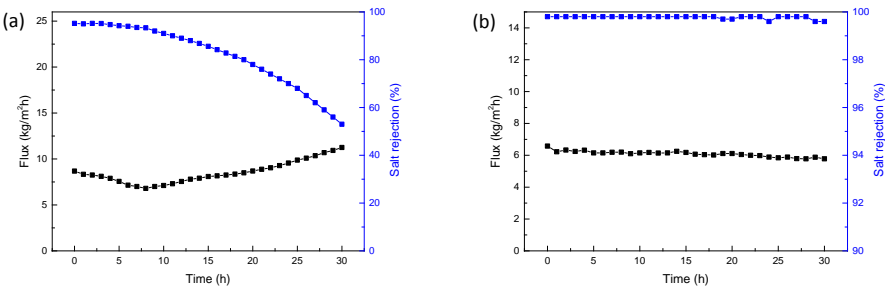 (a)
Flux (kg/m²h)
25
20
15
10
5
0
100
80
60
40
20
0
Salt rejection (%)
0 5 10 15 20 25 30
Time (h)
(b)
Flux (kg/m²h)
14
12
10
8
6
4
2
0
100
98
96
94
92
90
Salt rejection (%)
0 5 10 15 20 25 30
Time (h)